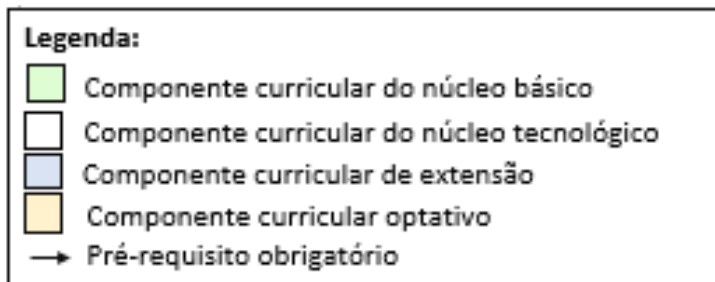 Legenda:
Componente curricular do núcleo básico
Componente curricular do núcleo tecnológico
Componente curricular de extensão
Componente curricular optativo
Pré-requisito obrigatório